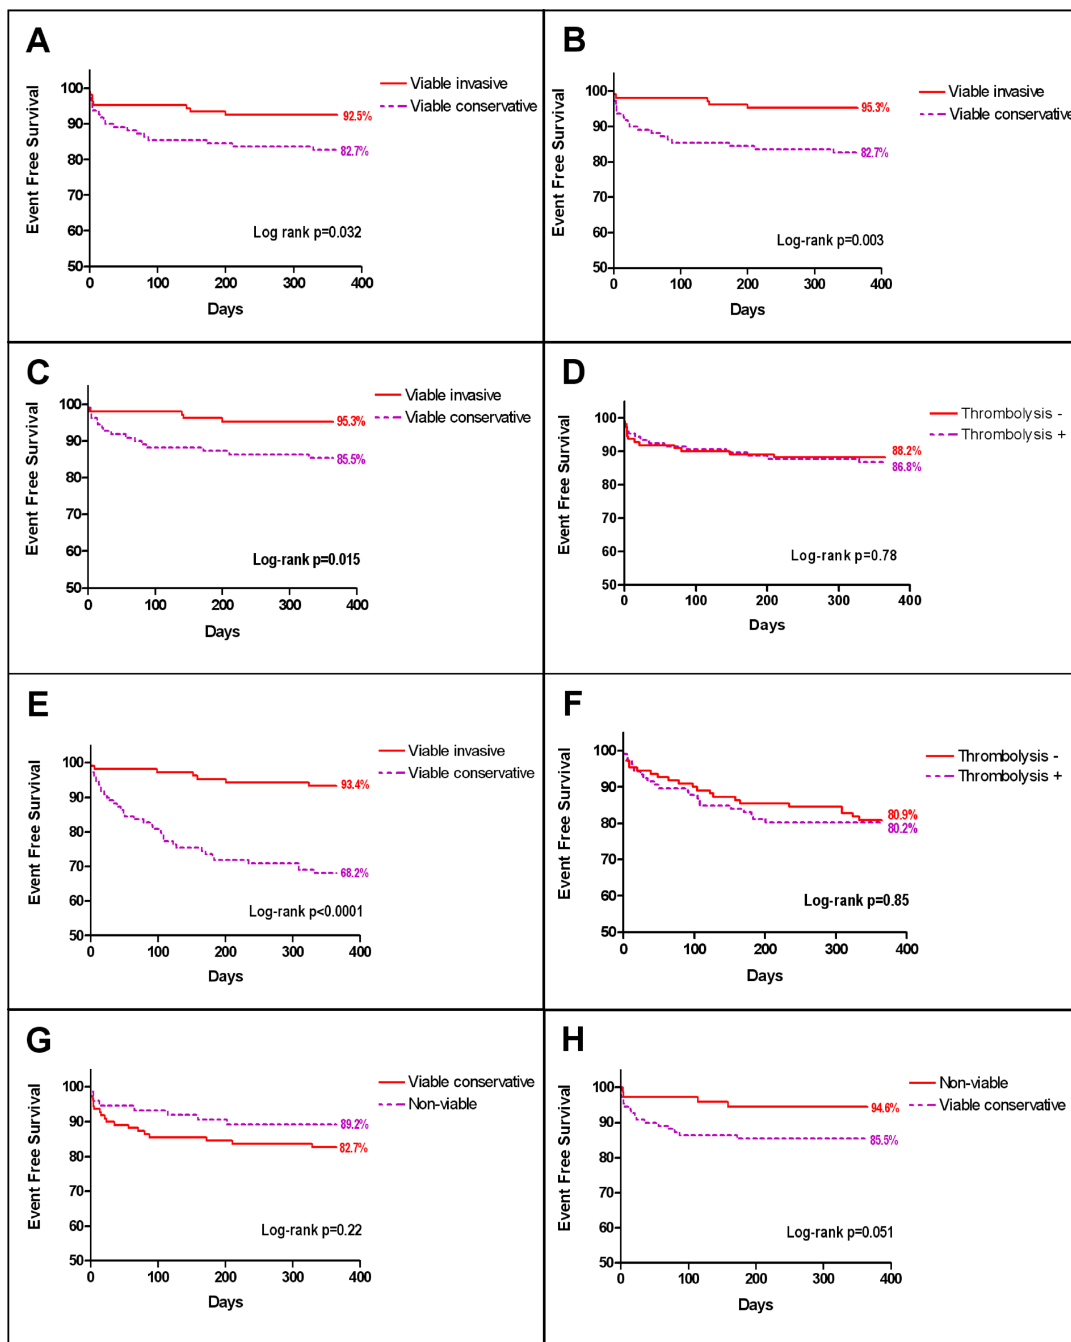 A
Viable invasive
Viable conservative
Event Free Survival
100
90
80
70
60
50
92.5%
82.7%
Log rank p=0.032
0 100 200 300 400
Days
B
Viable invasive
Viable conservative
Event Free Survival
100
90
80
70
60
50
95.3%
82.7%
Log-rank p=0.003
0 100 200 300 400
Days
C
Viable invasive
Viable conservative
Event Free Survival
100
90
80
70
60
50
95.3%
85.5%
Log-rank p=0.015
0 100 200 300 400
Days
D
Thrombolysis -
Thrombolysis +
Event Free Survival
100
90
80
70
60
50
88.2%
86.8%
Log-rank p=0.78
0 100 200 300 400
Days
E
Viable invasive
Viable conservative
Event Free Survival
100
90
80
70
60
50
93.4%
68.2%
Log-rank p<0.0001
0 100 200 300 400
Days
F
Thrombolysis -
Thrombolysis +
Event Free Survival
100
90
80
70
60
50
80.9%
80.2%
Log-rank p=0.85
0 100 200 300 400
Days
G
Viable conservative
Non-viable
Event Free Survival
100
90
80
70
60
50
89.2%
82.7%
Log-rank p=0.22
0 100 200 300 400
Days
H
Non-viable
Viable conservative
Event Free Survival
100
90
80
70
60
50
94.6%
85.5%
Log-rank p=0.051
0 100 200 300 400
Days